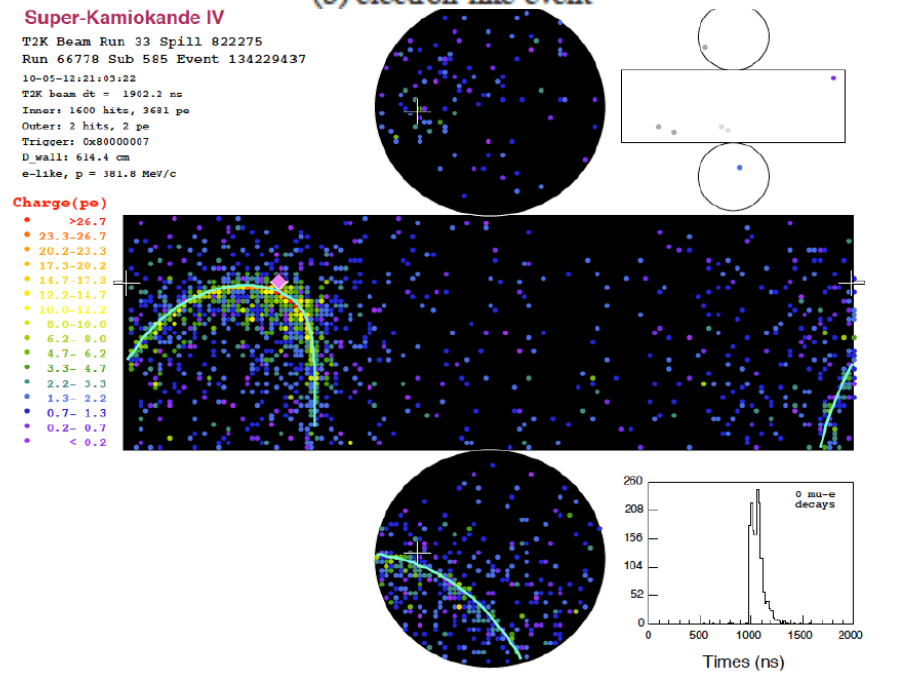 (b) electron-like event
Super-Kamiokande IV
T2K Beam Run 33 Spill 822275
Run 66778 Sub 585 Event 134229437
10-05-12:21:03:22
T2K beam dt = 1902.2 ns
Inner: 1600 hits, 3681 pe
Outer: 2 hits, 2 pe
Trigger: 0x80000007
D_wall: 614.4 cm
e-like, p = 381.8 MeV/c
Charge(pe)
>26.7
23.3-26.7
20.2-23.3
17.3-20.2
14.7-17.3
12.2-14.7
10.0-12.2
8.0-10.0
6.2- 8.0
4.7- 6.2
3.3- 4.7
2.2- 3.3
1.3- 2.2
0.7- 1.3
0.2- 0.7
< 0.2
0 mu-e
decays
260
208
156
104
52
0
0 500 1000 1500 2000
Times (ns)